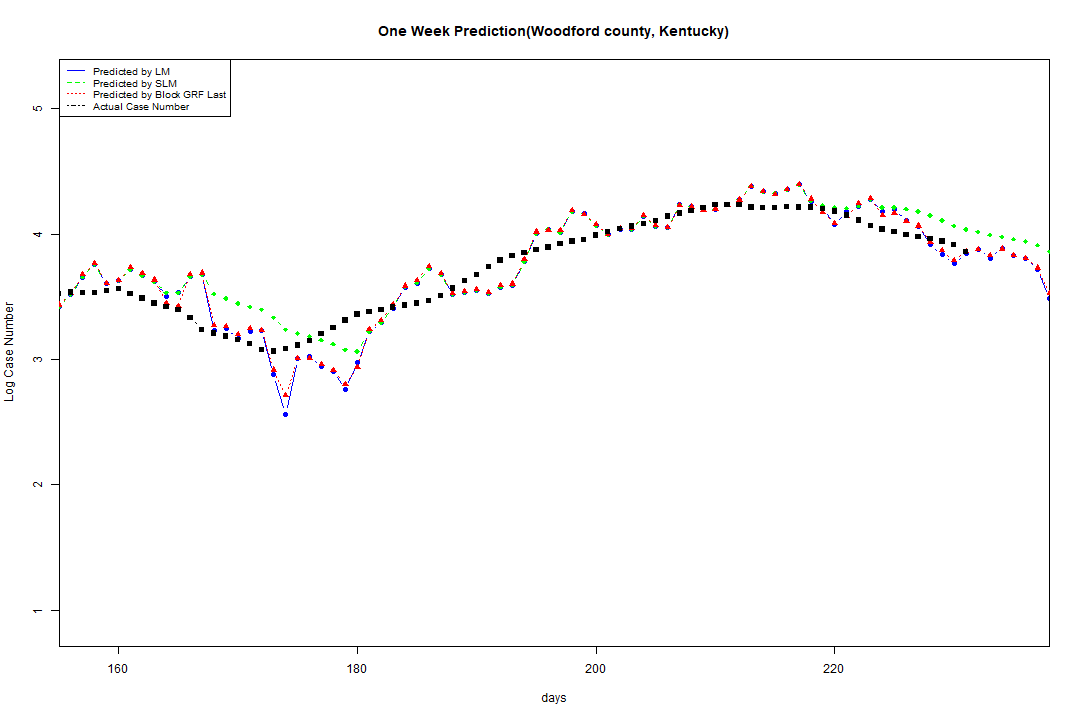 One Week Prediction(Woodford county, Kentucky)
Predicted by LM
Predicted by SLM
Predicted by Block GRF Last
Actual Case Number
5
4
3
2
1
Log Case Number
160 180 200 220
days